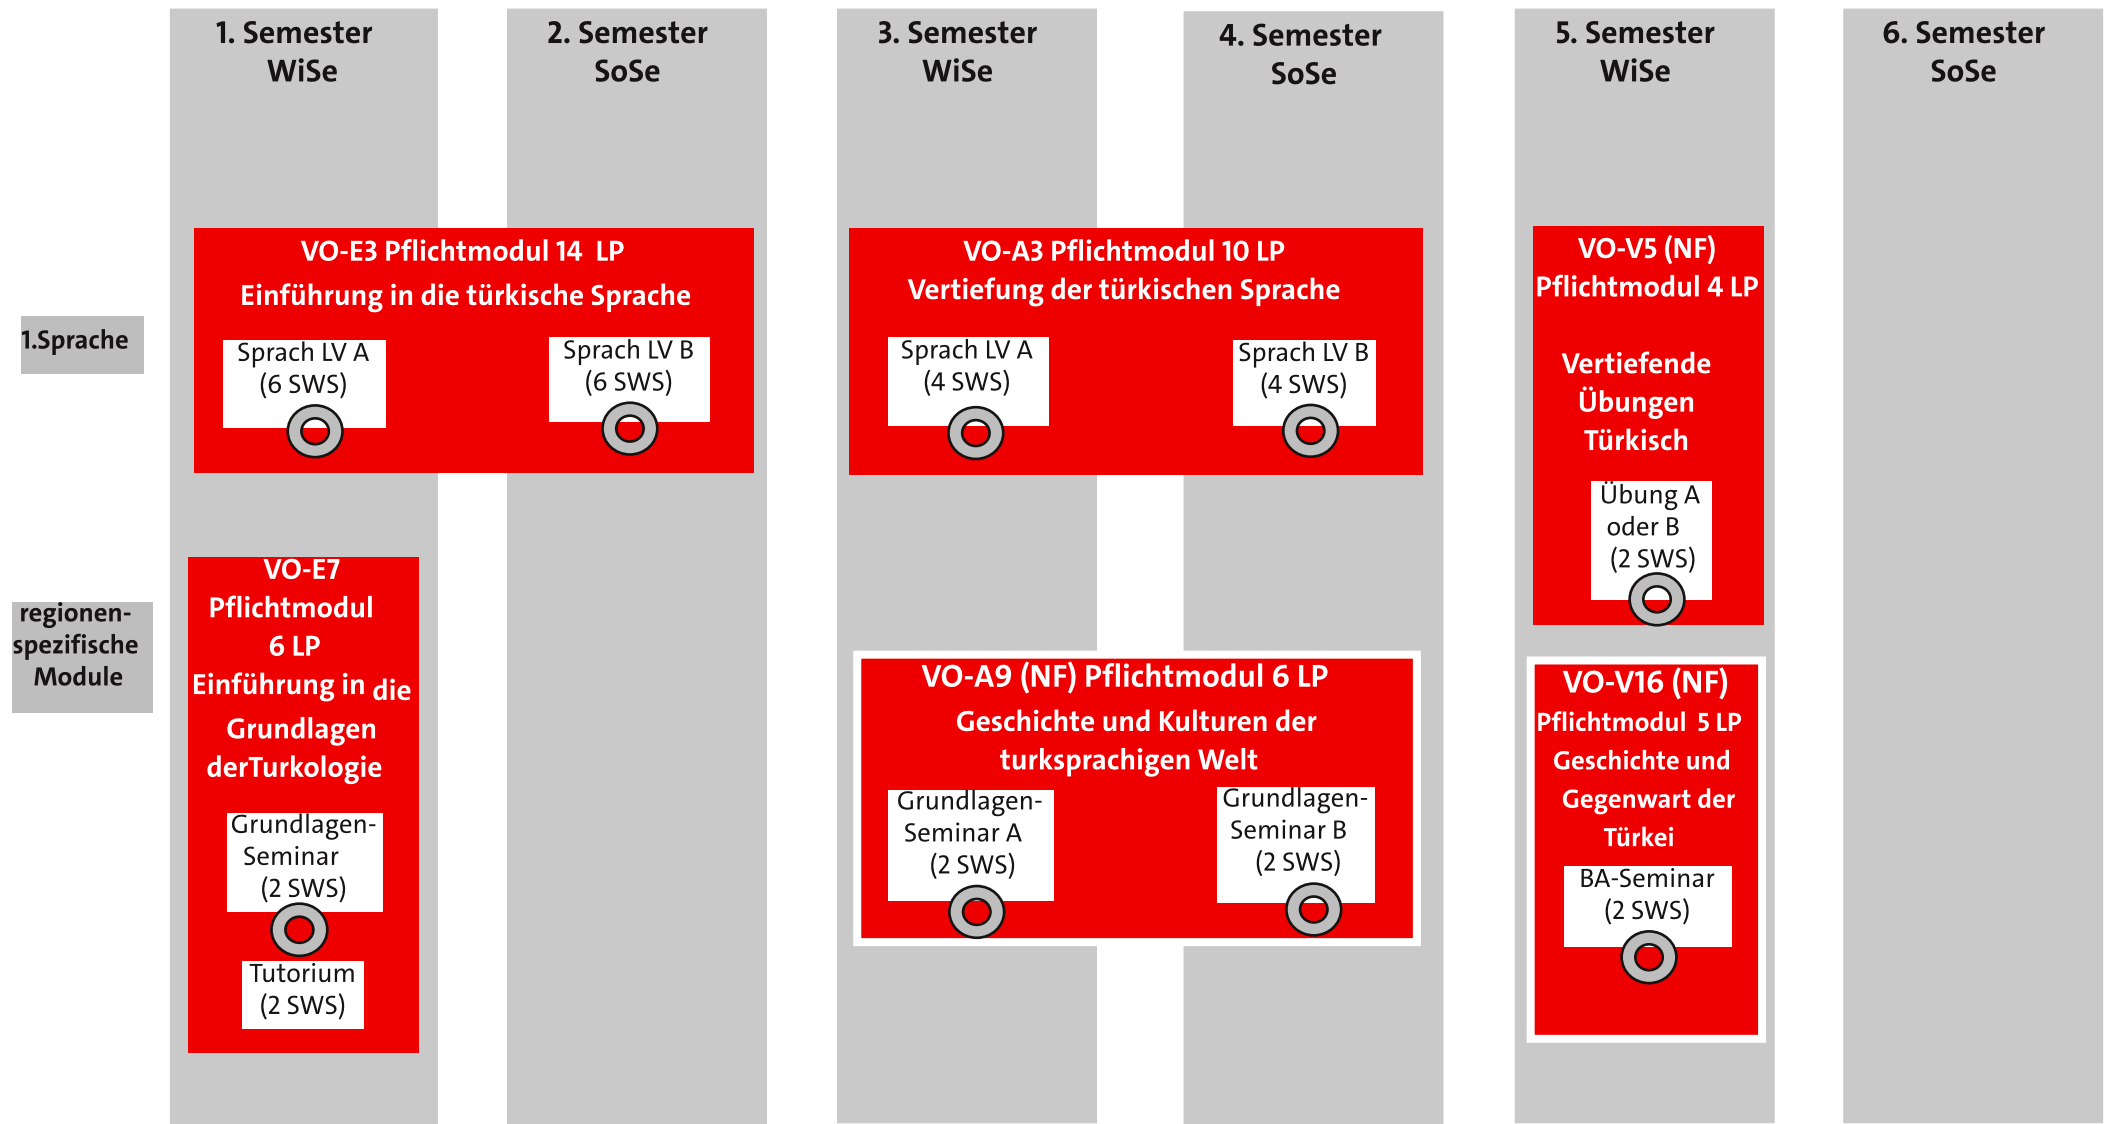 1. Semester
WiSe
2. Semester
SoSe
3. Semester
WiSe
4. Semester
SoSe
5. Semester
WiSe
6. Semester
SoSe
1.Sprache
VO-E3 Pflichtmodul 14 LP
Einführung in die türkische Sprache
Sprach LV A
(6 SWS)
Sprach LV B
(6 SWS)
VO-A3 Pflichtmodul 10 LP
Vertiefung der türkischen Sprache
Sprach LV A
(4 SWS)
Sprach LV B
(4 SWS)
VO-V5 (NF)
Pflichtmodul 4 LP
Vertiefende
Übungen
Türkisch
Übung A
oder B
(2 SWS)
regionen-
spezifische
Module
VO-E7
Pflichtmodul
6 LP
Einführung in die
Grundlagen
derTurkologie
Grundlagen-
Seminar
(2 SWS)
Tutorium
(2 SWS)
VO-A9 (NF) Pflichtmodul 6 LP
Geschichte und Kulturen der
turksprachigen Welt
Grundlagen-
Seminar A
(2 SWS)
Grundlagen-
Seminar B
(2 SWS)
VO-V16 (NF)
Pflichtmodul 5 LP
Geschichte und
Gegenwart der
Türkei
BA-Seminar
(2 SWS)